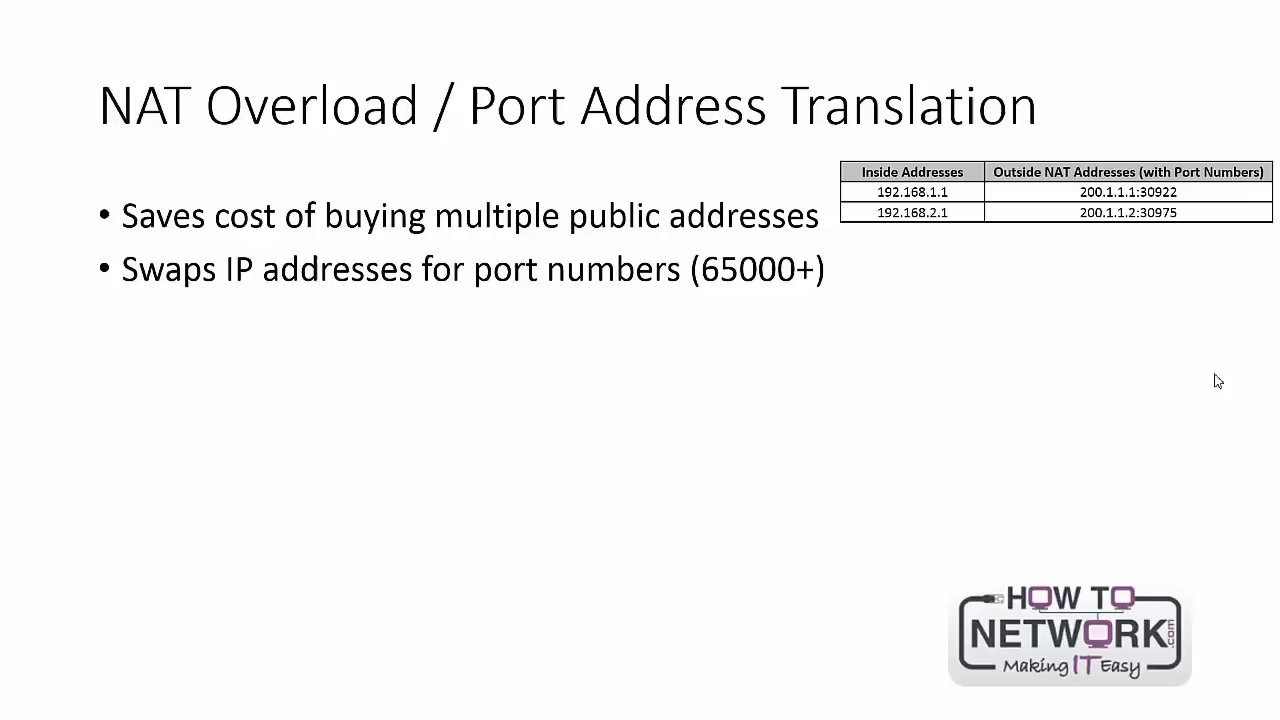 NAT Overload / Port Address Translation
• Saves cost of buying multiple public addresses
• Swaps IP addresses for port numbers (65000+)
Inside Addresses Outside NAT Addresses (with Port Numbers)
192.168.1.1 200.1.1.1:30922
192.168.2.1 200.1.1.2:30975
HOW TO
NETWORK.com
Making IT Easy